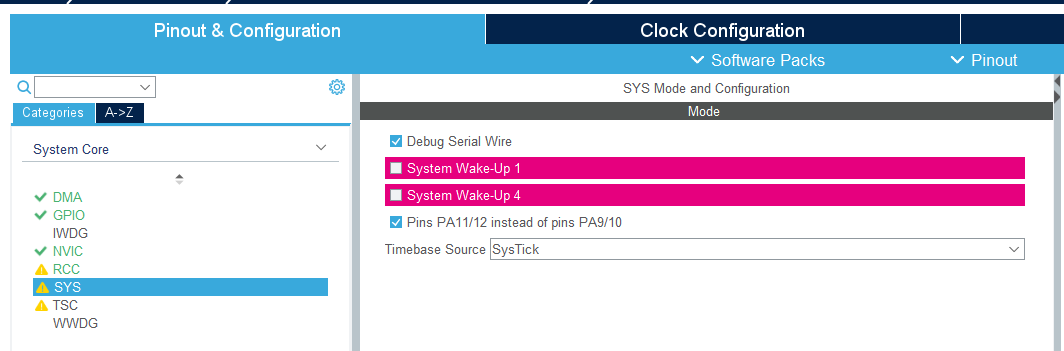 Pinout & Configuration
Clock Configuration
Software Packs
Pinout
Categories
A->Z
System Core
DMA
GPIO
IWDG
NVIC
RCC
SYS
TSC
WWDG
SYS Mode and Configuration
Mode
Debug Serial Wire
System Wake-Up 1
System Wake-Up 4
Pins PA11/12 instead of pins PA9/10
Timebase Source SysTick